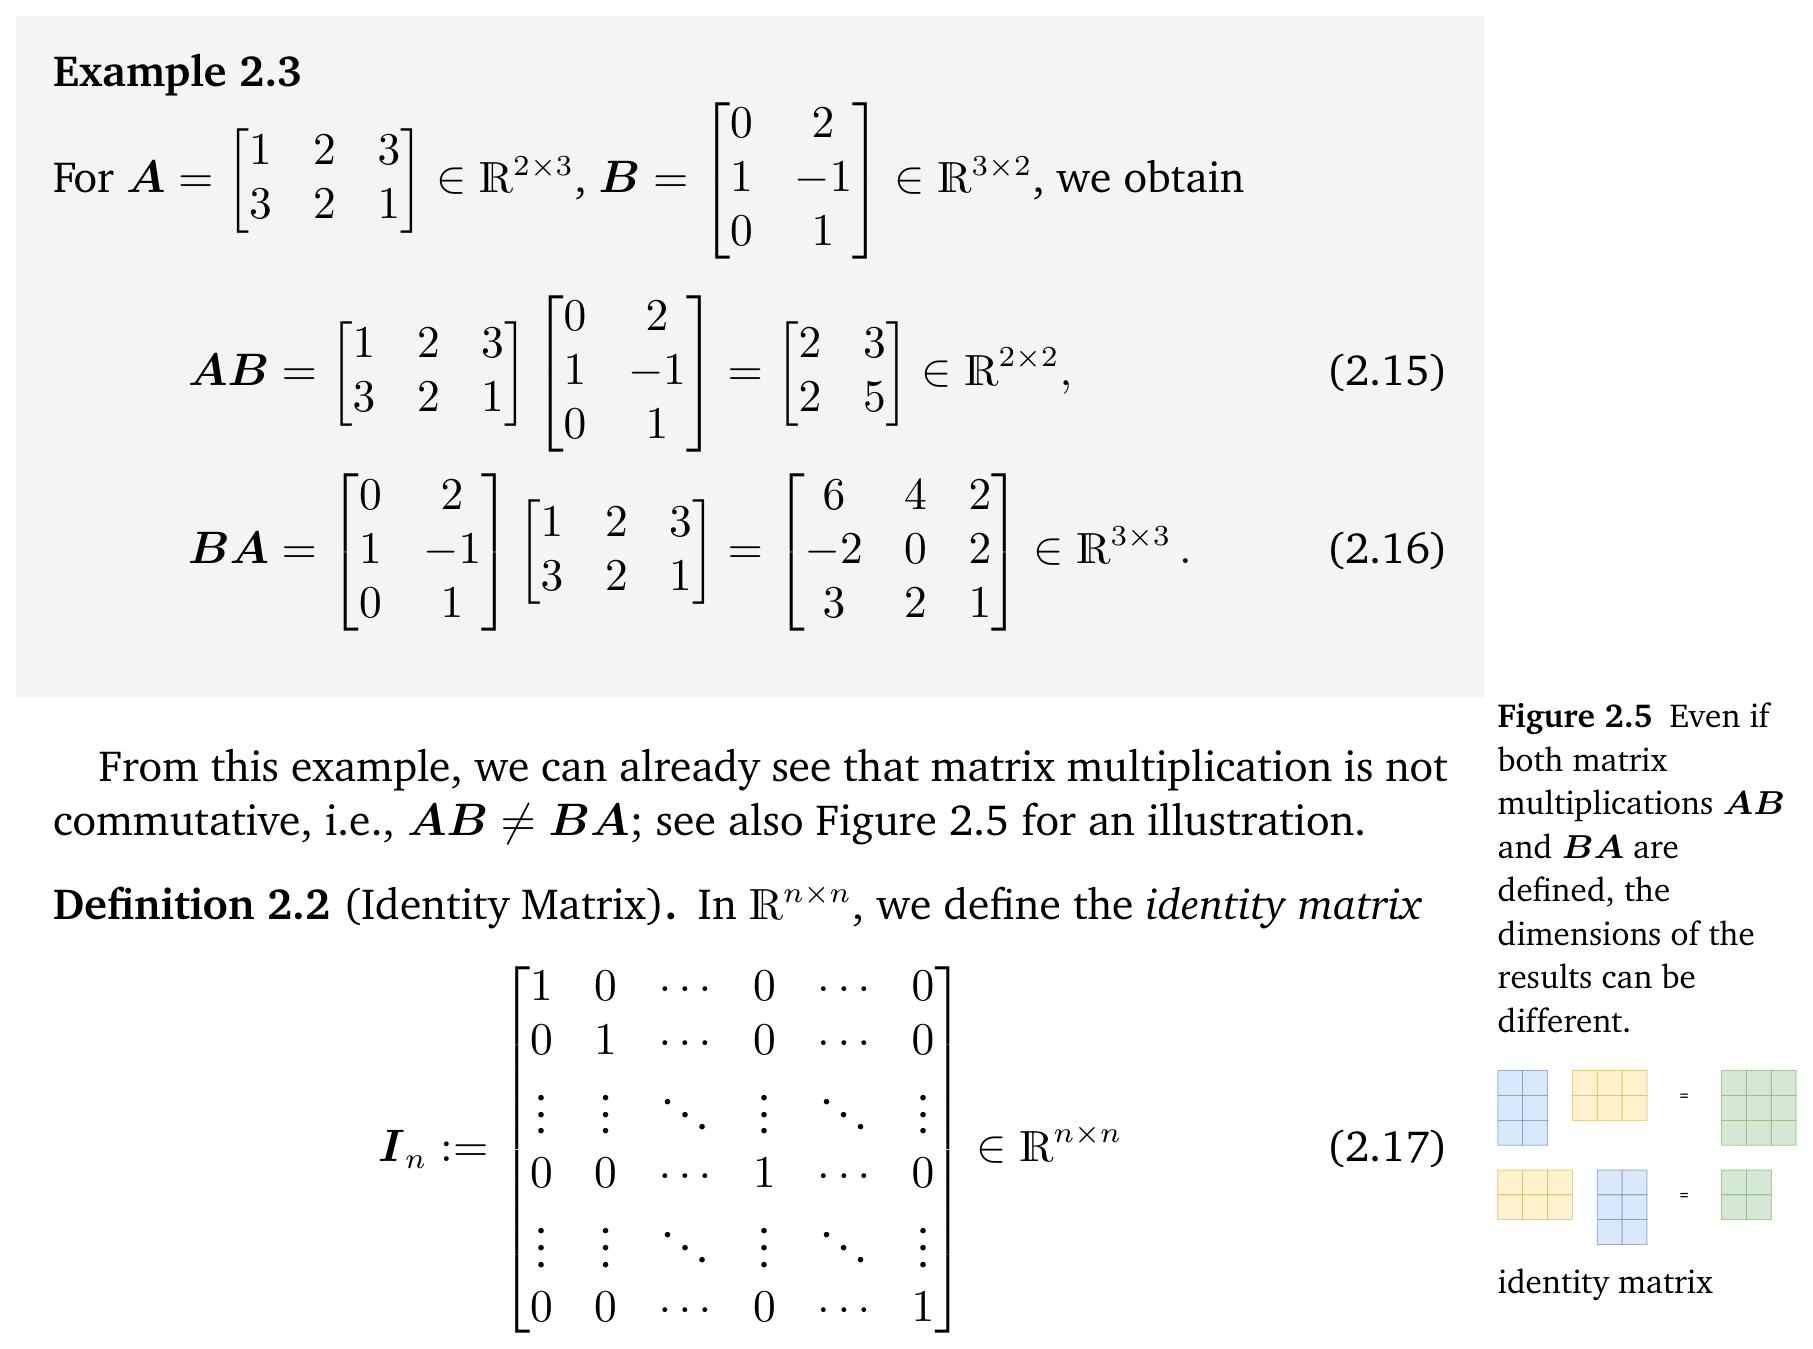 Example 2.3
For A = [1 2 3; 3 2 1] ∈ ℝ^{2×3}, B = [0 2; 1 −1; 0 1] ∈ ℝ^{3×2}, we obtain
AB = [1 2 3; 3 2 1] [0 2; 1 −1; 0 1] = [2 3; 2 5] ∈ ℝ^{2×2}, (2.15)
BA = [0 2; 1 −1; 0 1] [1 2 3; 3 2 1] = [6 4 2; −2 0 2; 3 2 1] ∈ ℝ^{3×3} . (2.16)
From this example, we can already see that matrix multiplication is not
commutative, i.e., AB ≠ BA; see also Figure 2.5 for an illustration.
Definition 2.2 (Identity Matrix). In ℝ^{n×n}, we define the identity matrix
I_n := [1 0 ⋯ 0 ⋯ 0; 0 1 ⋯ 0 ⋯ 0; ⋮ ⋮ ⋱ ⋮ ⋱ ⋮; 0 0 ⋯ 1 ⋯ 0; ⋮ ⋮ ⋱ ⋮ ⋱ ⋮; 0 0 ⋯ 0 ⋯ 1] ∈ ℝ^{n×n} (2.17)
Figure 2.5 Even if
both matrix
multiplications AB
and BA are
defined, the
dimensions of the
results can be
different.
=
=
identity matrix